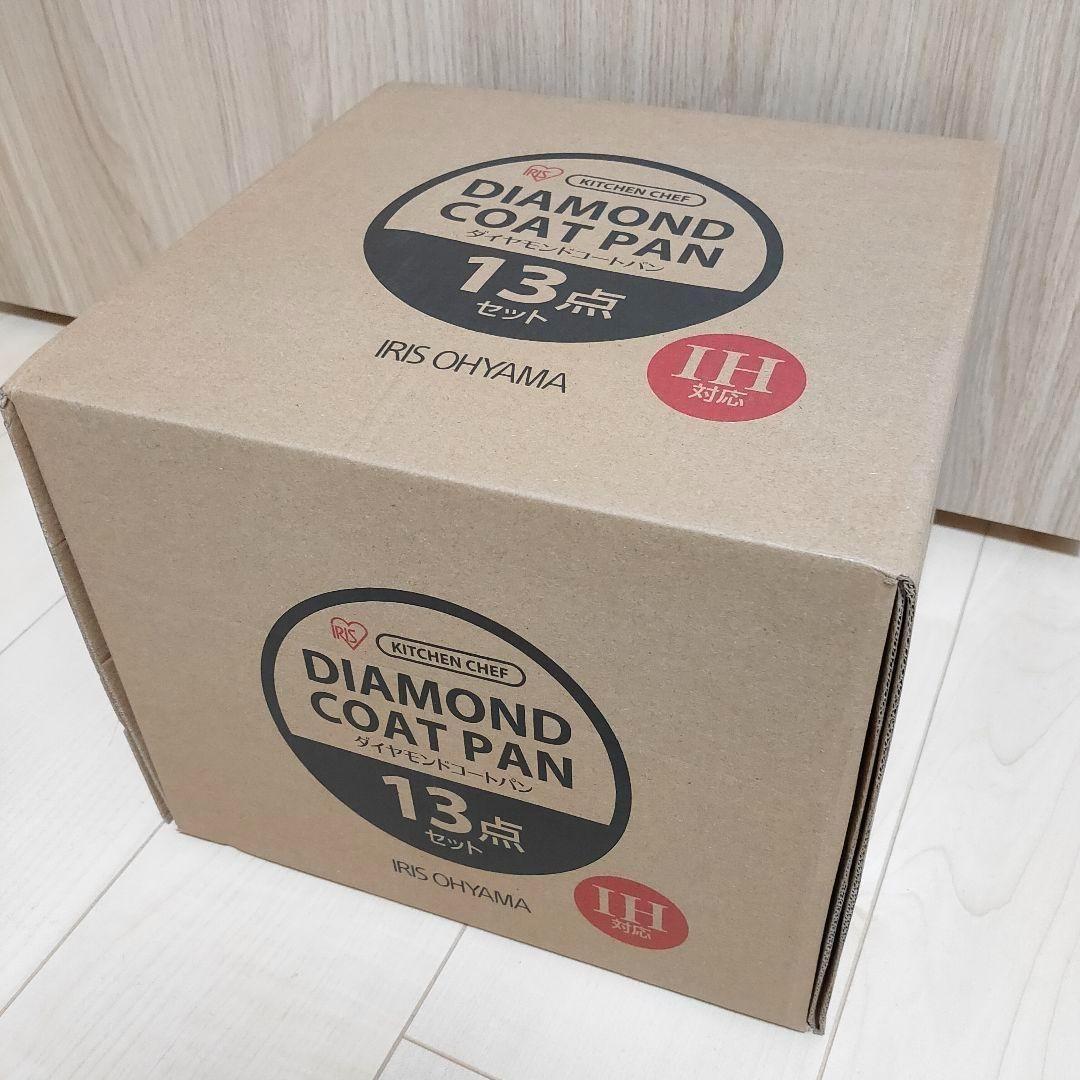 IRIS
KITCHEN CHEF
DIAMOND
COAT PAN
ダイヤモンドコートパン
13点
セット
IRIS OHYAMA
IH
対応
IRIS
KITCHEN CHEF
DIAMOND
COAT PAN
ダイヤモンドコートパン
13点
セット
IRIS OHYAMA
IH
対応